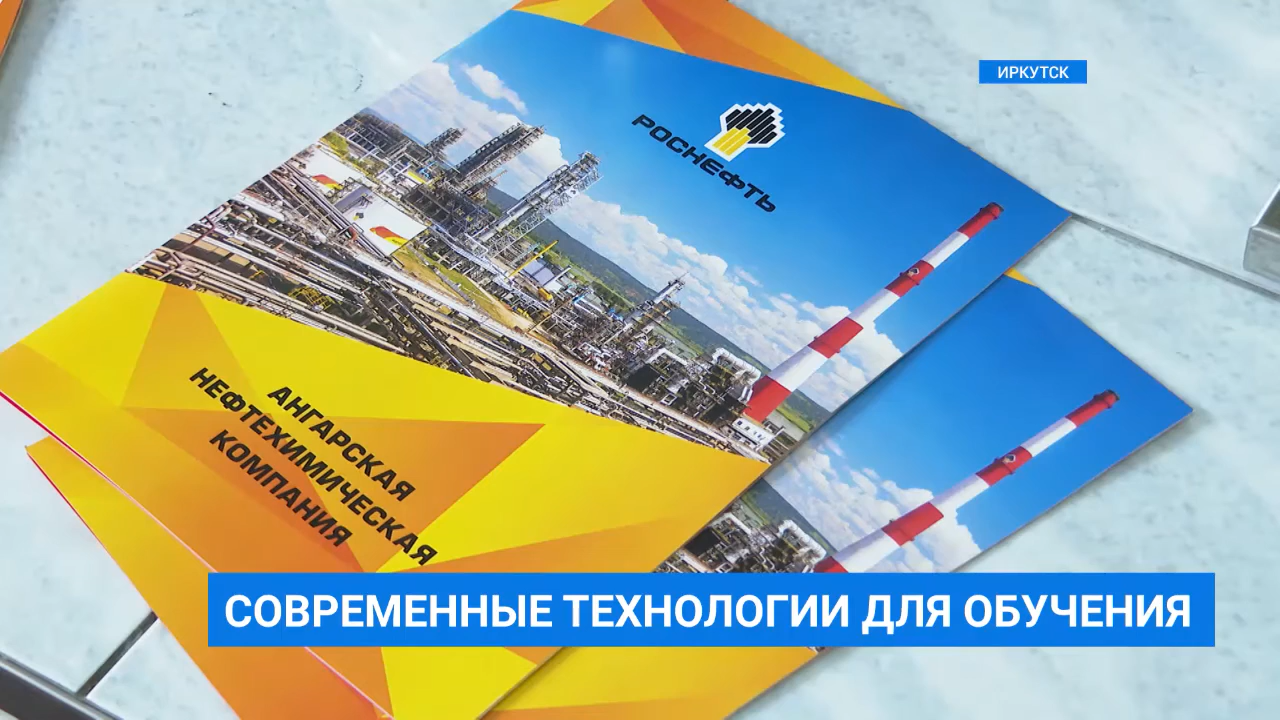 ИРКУТСК
РОСНЕФТЬ
АНГАРСКАЯ
НЕФТЕХИМИЧЕСКАЯ
КОМПАНИЯ
СОВРЕМЕННЫЕ ТЕХНОЛОГИИ ДЛЯ ОБУЧЕНИЯ